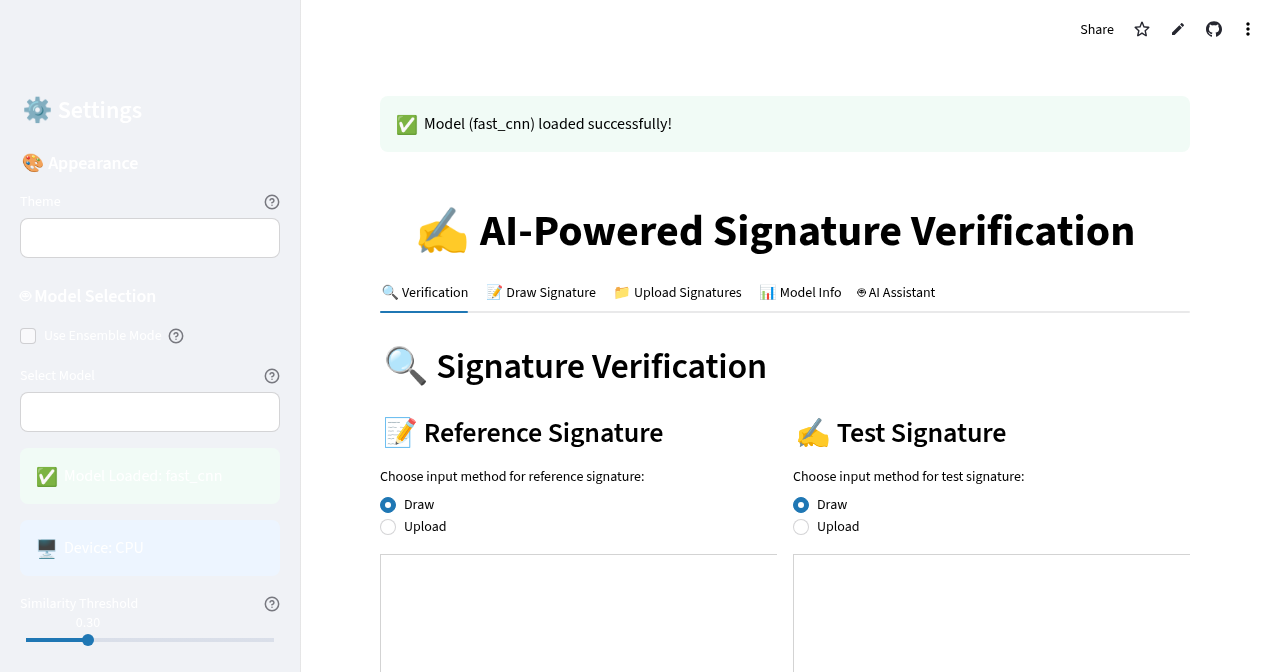 Share
Settings
Appearance
Theme
Model Selection
Use Ensemble Mode
Select Model
Model Loaded: fast_cnn
Device: CPU
Similarity Threshold
0.30
Model (fast_cnn) loaded successfully!
AI-Powered Signature Verification
Verification Draw Signature Upload Signatures Model Info AI Assistant
Signature Verification
Reference Signature
Choose input method for reference signature:
Draw
Upload
Test Signature
Choose input method for test signature:
Draw
Upload